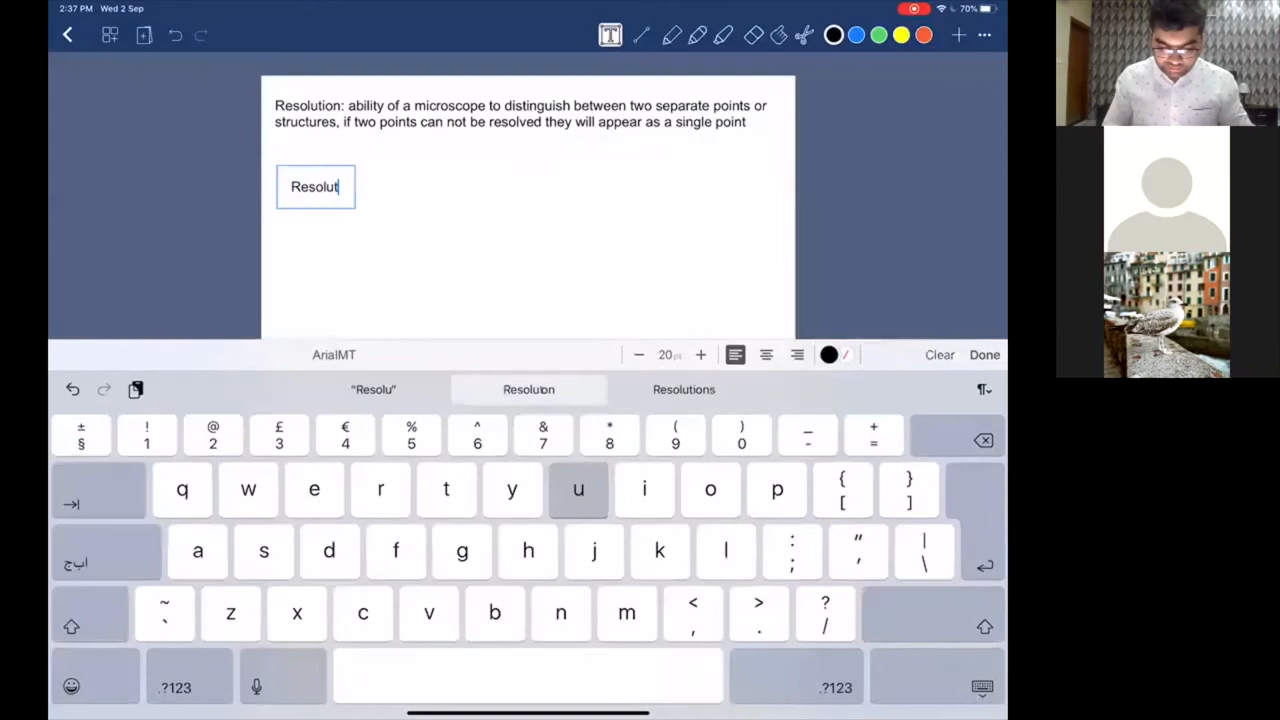 2:37 PM Wed 2 Sep
70%
T
Resolution: ability of a microscope to distinguish between two separate points or
structures, if two points can not be resolved they will appear as a single point
Resolut
ArialMT
− 20 pt +
Clear Done
"Resolu" Resolution Resolutions
± ! @ £ € % ^ & * ( ) _ +
§ 1 2 3 4 5 6 7 8 9 0 - =
q w e r t y u i o p { }
[ ]
a s d f g h j k l : " |
; ' \
ابج
~ z x c v b n m < > ?
` , . /
.?123 .?123